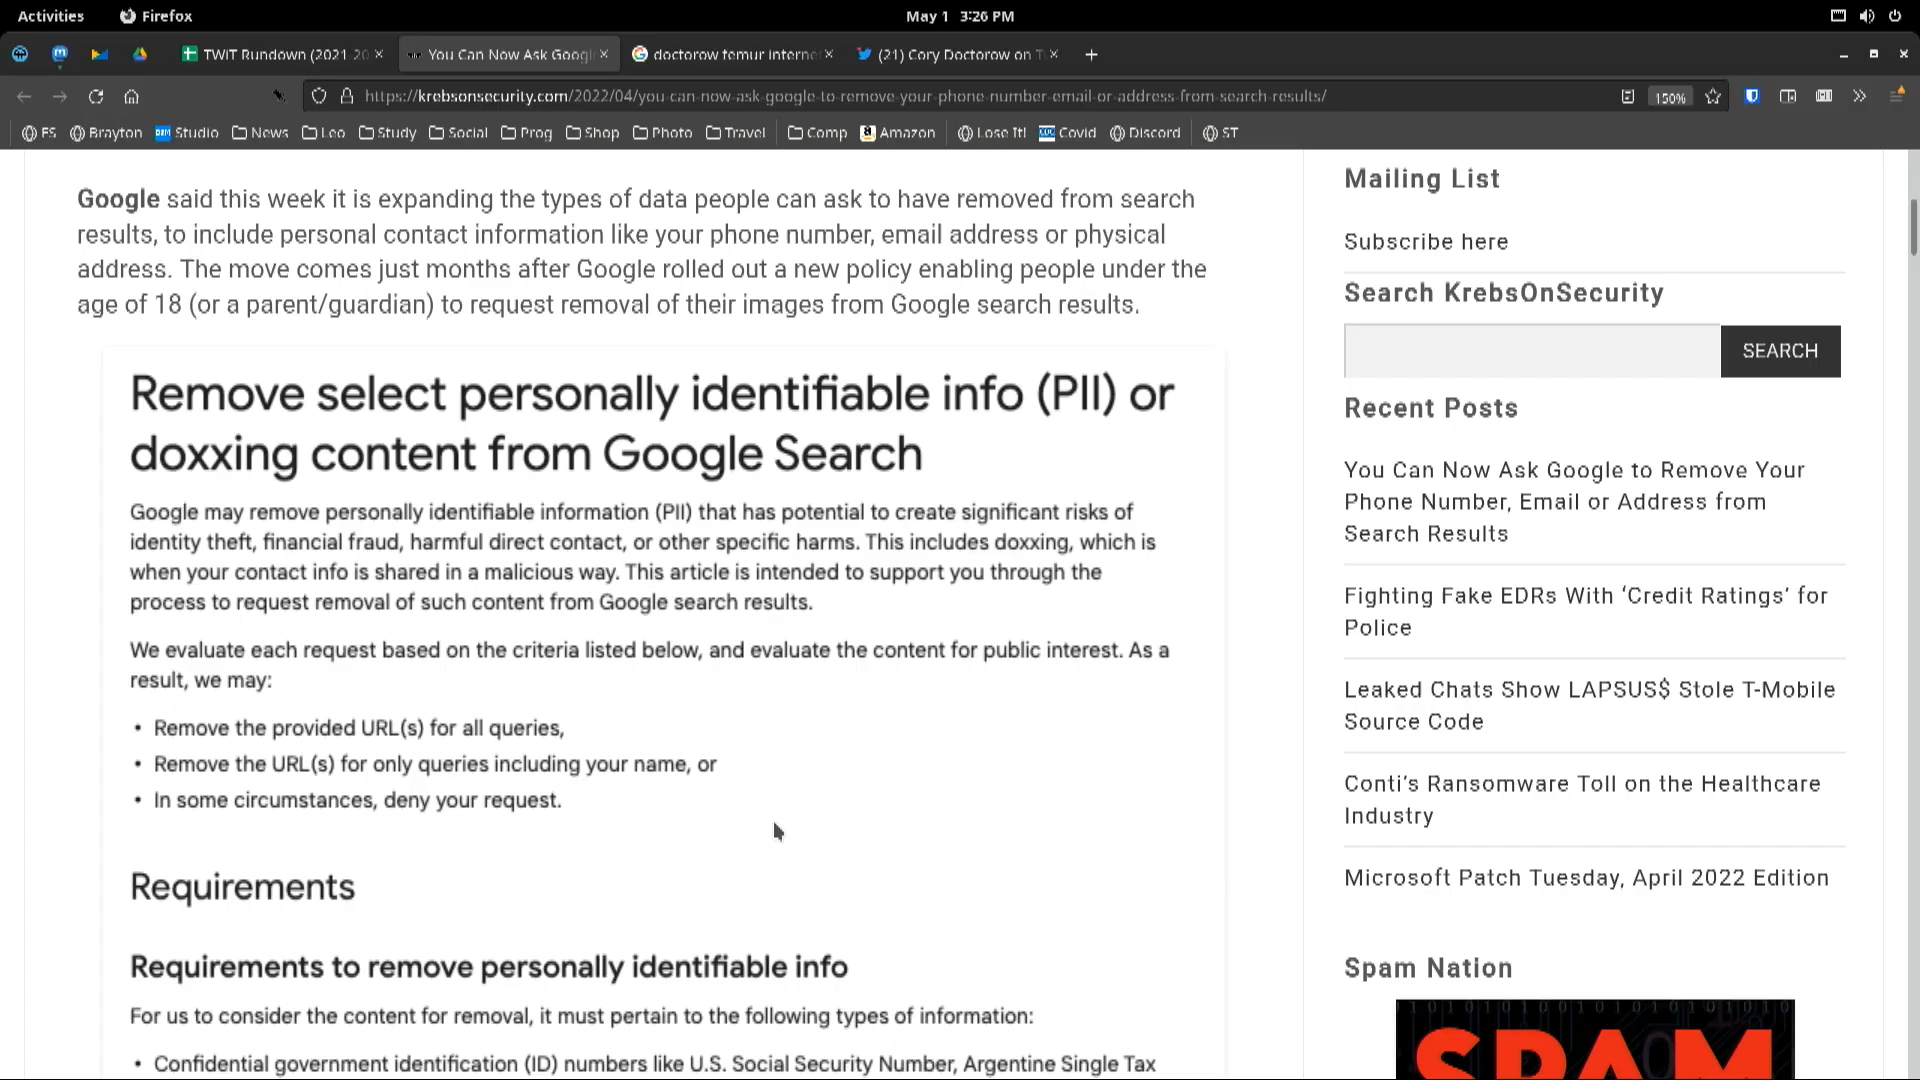 Activities
Firefox
May 1 3:26 PM
TWiT Rundown (2021-20
You Can Now Ask Googl
doctorow femur interne
(21) Cory Doctorow on T
https://krebsonsecurity.com/2022/04/you-can-now-ask-google-to-remove-your-phone-number-email-or-address-from-search-results/
150%
FS
Brayton
Studio
News
Leo
Study
Social
Prog
Shop
Photo
Travel
Comp
Amazon
Lose It!
Covid
Discord
ST
Google said this week it is expanding the types of data people can ask to have removed from search
results, to include personal contact information like your phone number, email address or physical
address. The move comes just months after Google rolled out a new policy enabling people under the
age of 18 (or a parent/guardian) to request removal of their images from Google search results.
Remove select personally identifiable info (PII) or
doxxing content from Google Search
Google may remove personally identifiable information (PII) that has potential to create significant risks of
identity theft, financial fraud, harmful direct contact, or other specific harms. This includes doxxing, which is
when your contact info is shared in a malicious way. This article is intended to support you through the
process to request removal of such content from Google search results.
We evaluate each request based on the criteria listed below, and evaluate the content for public interest. As a
result, we may:
• Remove the provided URL(s) for all queries,
• Remove the URL(s) for only queries including your name, or
• In some circumstances, deny your request.
Requirements
Requirements to remove personally identifiable info
For us to consider the content for removal, it must pertain to the following types of information:
• Confidential government identification (ID) numbers like U.S. Social Security Number, Argentine Single Tax
Mailing List
Subscribe here
Search KrebsOnSecurity
SEARCH
Recent Posts
You Can Now Ask Google to Remove Your
Phone Number, Email or Address from
Search Results
Fighting Fake EDRs With ‘Credit Ratings’ for
Police
Leaked Chats Show LAPSUS$ Stole T-Mobile
Source Code
Conti’s Ransomware Toll on the Healthcare
Industry
Microsoft Patch Tuesday, April 2022 Edition
Spam Nation
SPAM